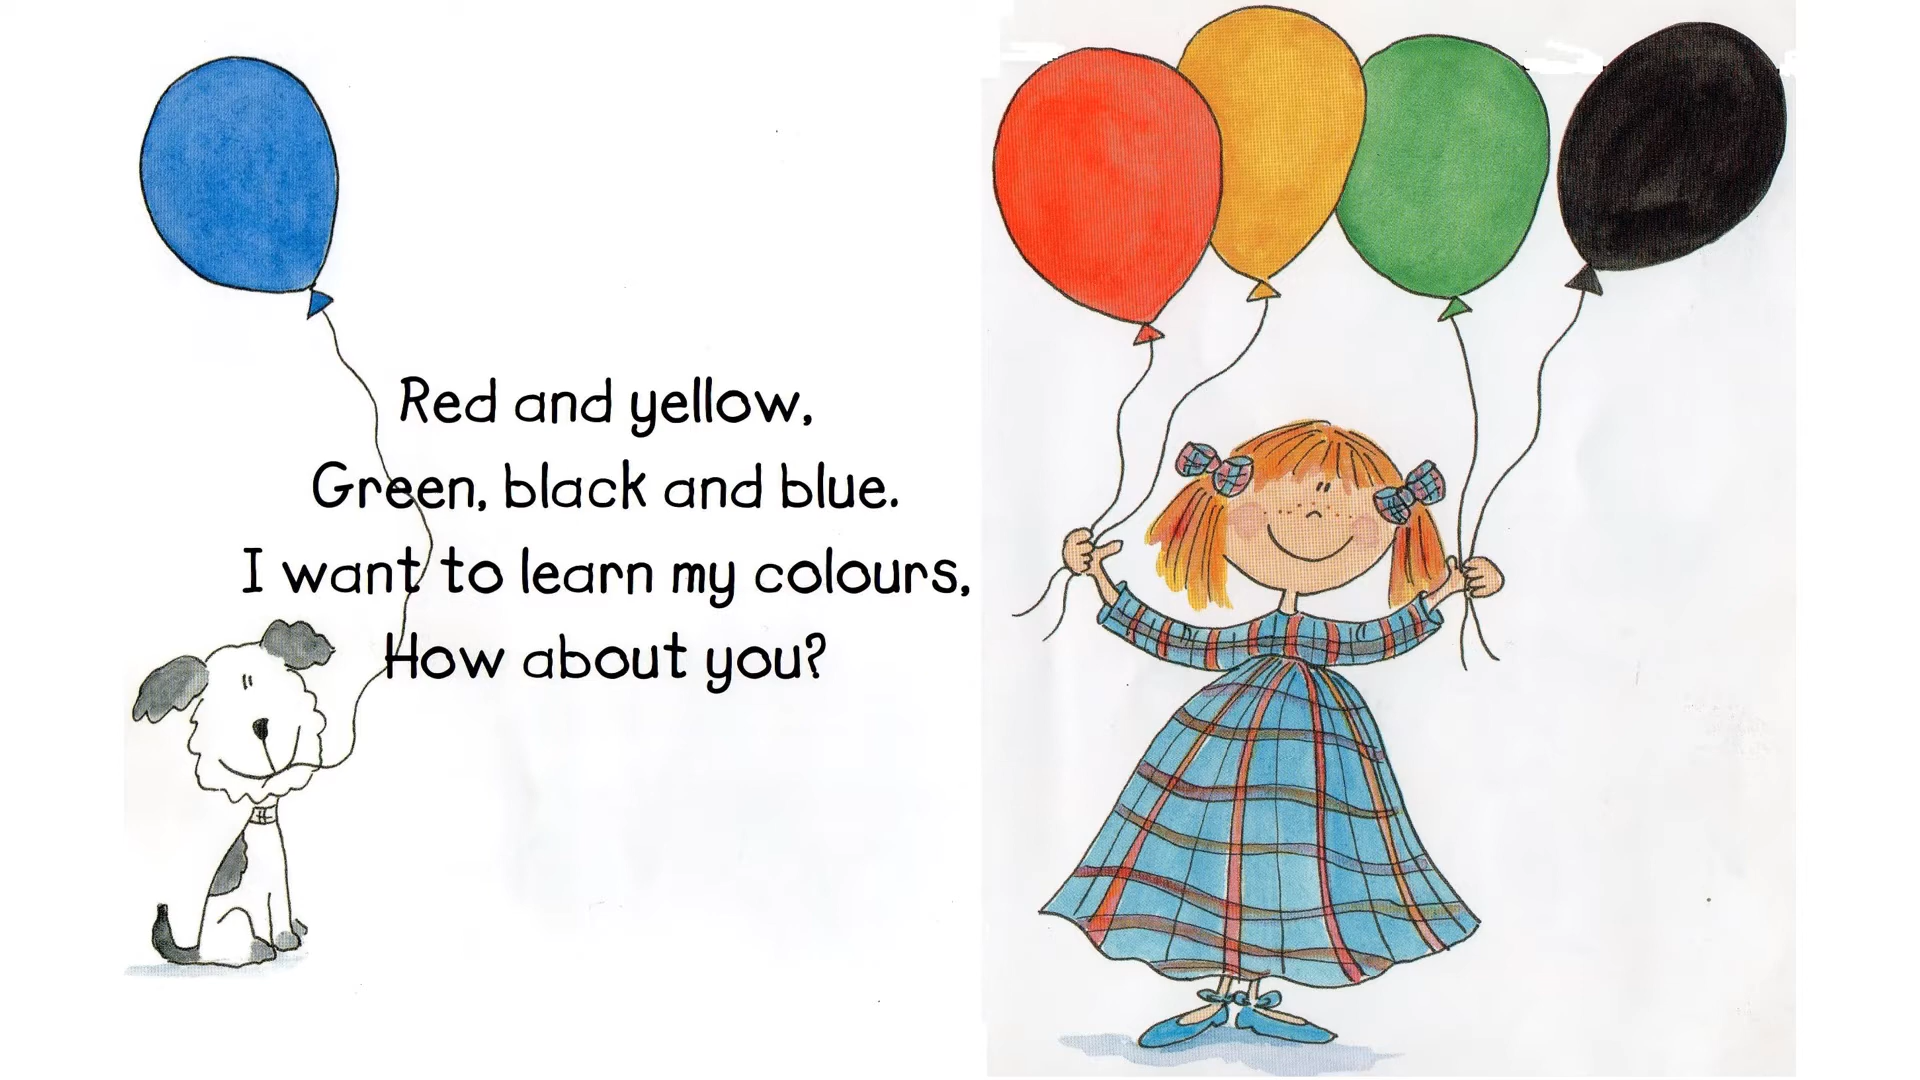 Red and yellow,
Green, black and blue.
I want to learn my colours,
How about you?